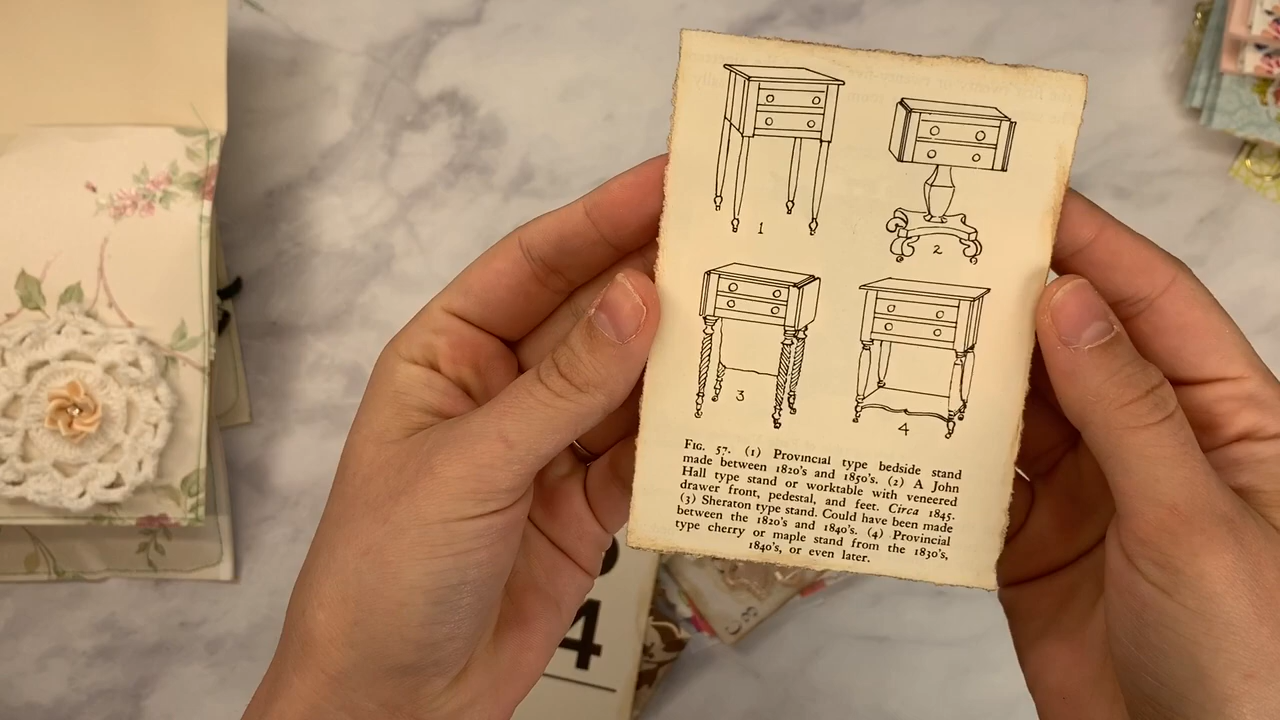 1
2
3
4
FIG. 57. (1) Provincial type bedside stand
made between 1820's and 1850's. (2) A John
Hall type stand or worktable with veneered
drawer front, pedestal, and feet. Circa 1845.
(3) Sheraton type stand. Could have been made
between the 1820's and 1840's. (4) Provincial
type cherry or maple stand from the 1830's,
1840's, or even later.
4